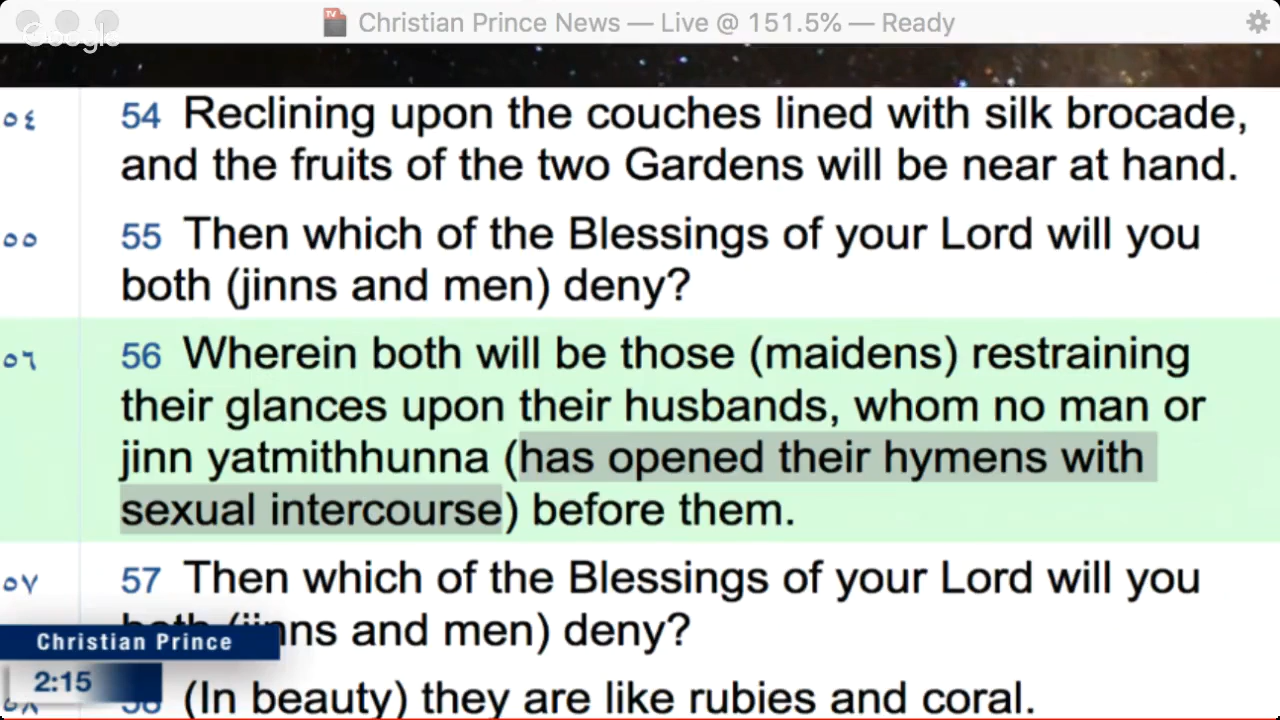 Christian Prince News — Live @ 151.5% — Ready
Google
٥٤ 54 Reclining upon the couches lined with silk brocade,
and the fruits of the two Gardens will be near at hand.
٥٥ 55 Then which of the Blessings of your Lord will you
both (jinns and men) deny?
٥٦ 56 Wherein both will be those (maidens) restraining
their glances upon their husbands, whom no man or
jinn yatmithhunna (has opened their hymens with
sexual intercourse) before them.
٥٧ 57 Then which of the Blessings of your Lord will you
both (jinns and men) deny?
Christian Prince
2:15
٥٨ 58 (In beauty) they are like rubies and coral.